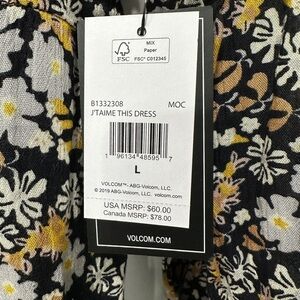 FSC
MIX
Paper
FSC® C012345
B1332308 MOC
J'TAIME THIS DRESS
1 96134 48595 7
L
VOLCOM™- ABG-Volcom, LLC.
© 2019 ABG-Volcom, LLC.
USA MSRP: $60.00
Canada MSRP: $78.00
VOLCOM.COM